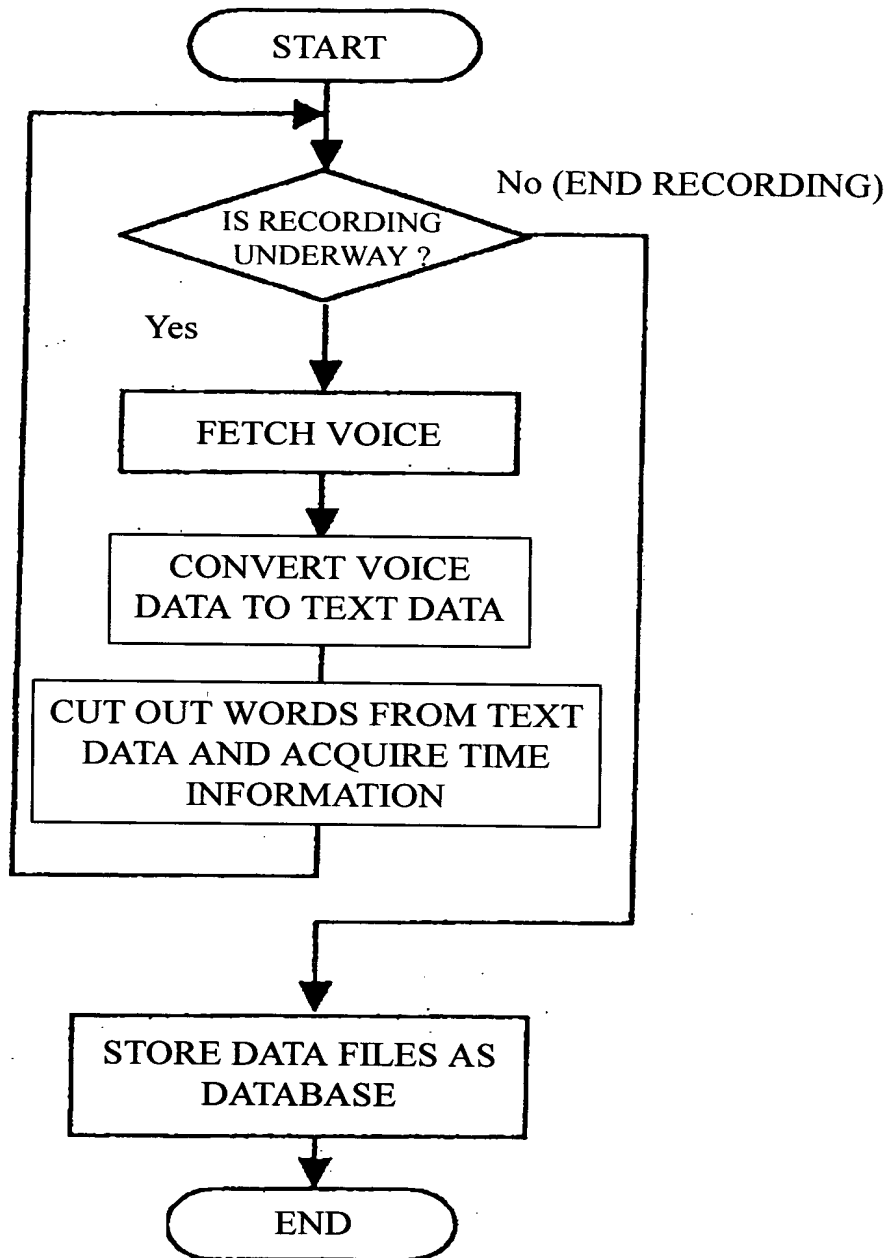 START
No (END RECORDING)
IS RECORDING
UNDERWAY ?
Yes
FETCH VOICE
CONVERT VOICE
DATA TO TEXT DATA
CUT OUT WORDS FROM TEXT
DATA AND ACQUIRE TIME
INFORMATION
STORE DATA FILES AS
DATABASE
END